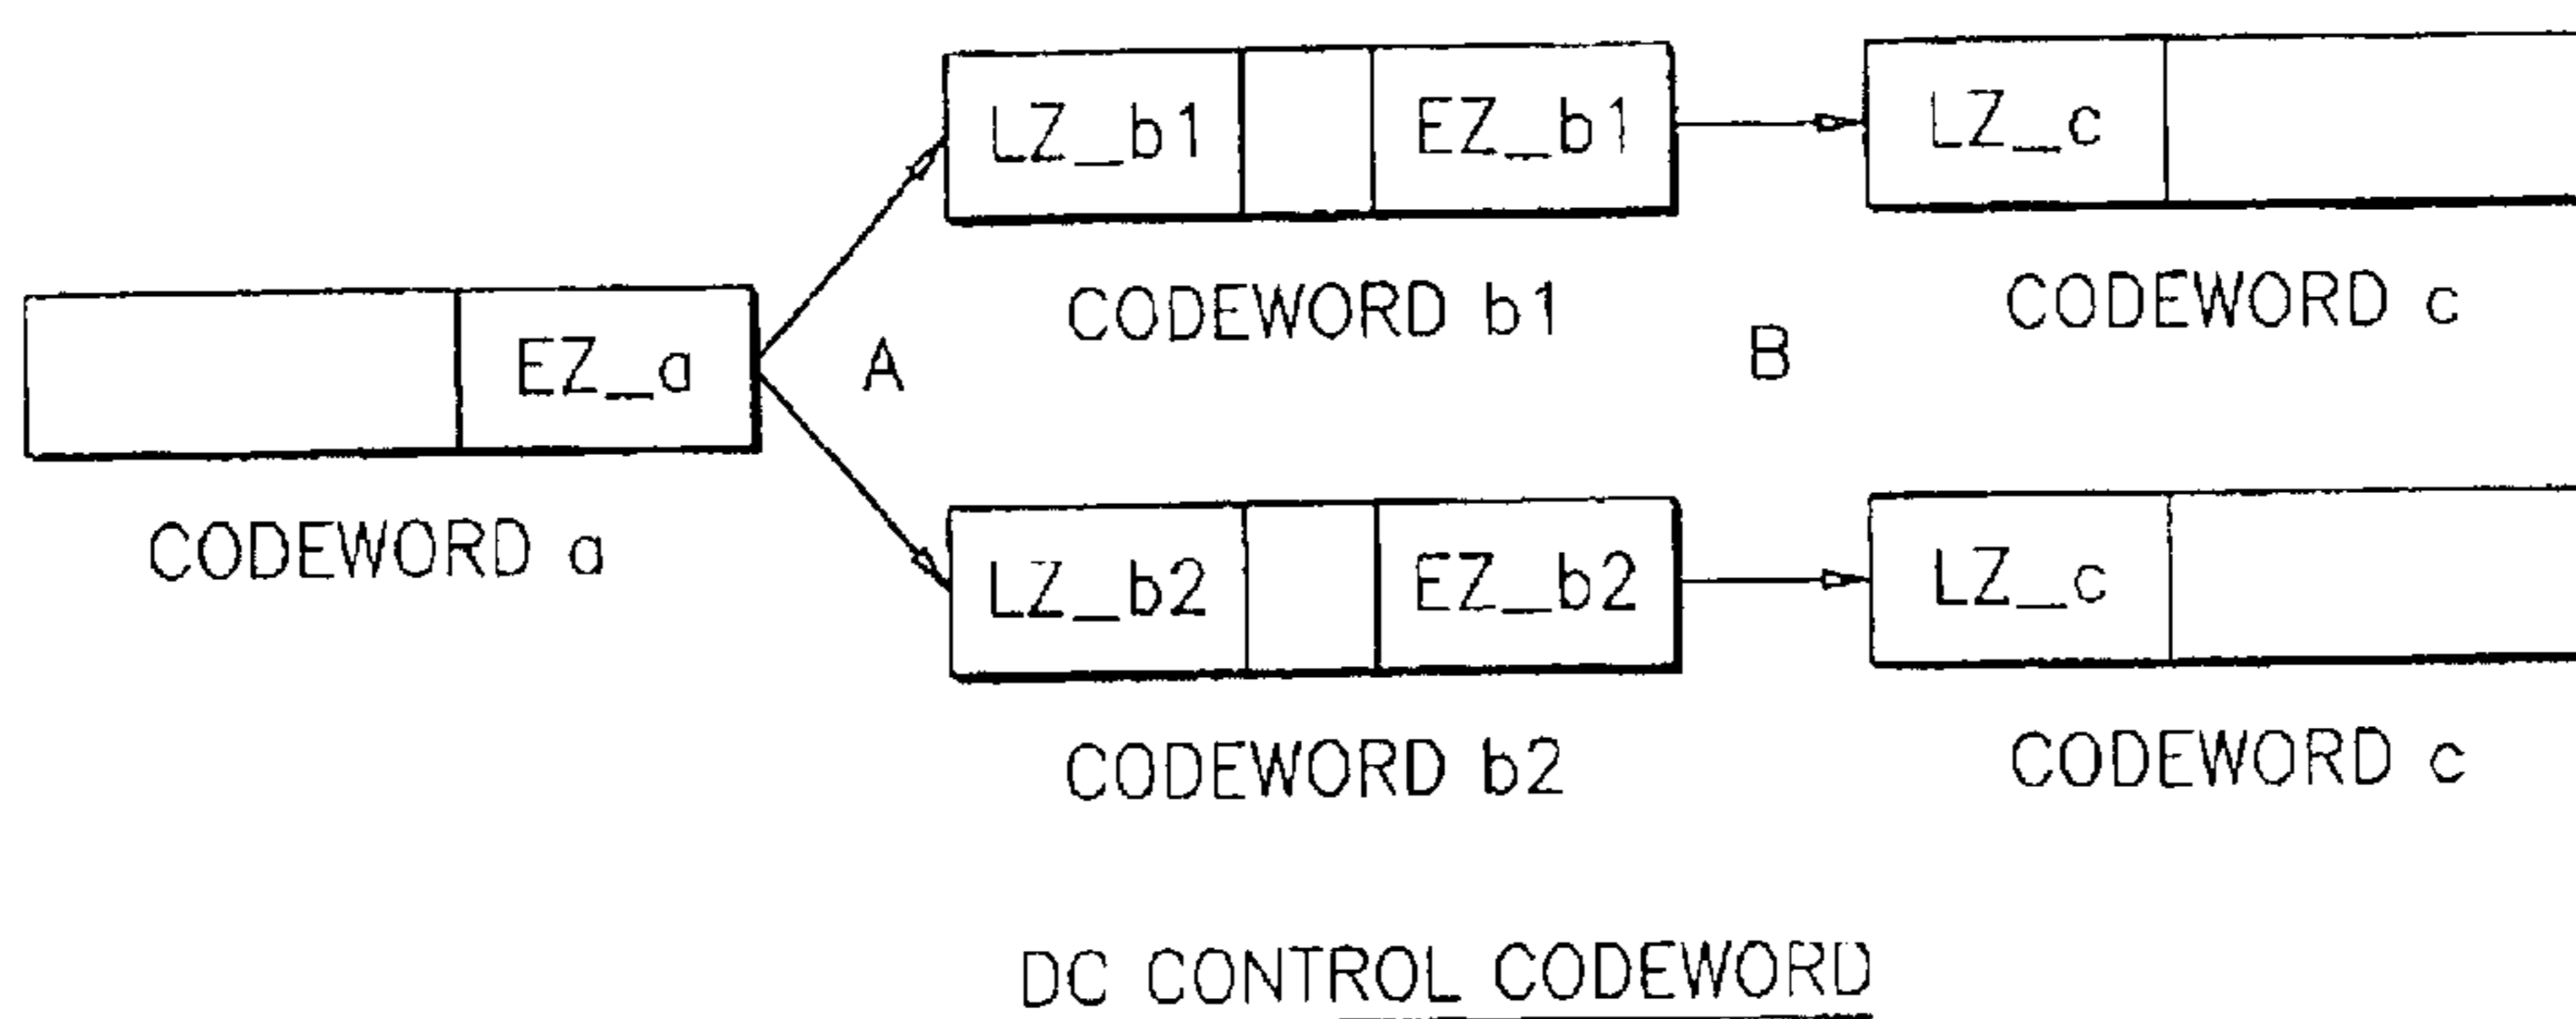 LZ_b1
EZ_b1
LZ_c
CODEWORD b1
CODEWORD c
EZ_a
A
B
CODEWORD a
LZ_b2
EZ_b2
LZ_c
CODEWORD b2
CODEWORD c
DC CONTROL CODEWORD